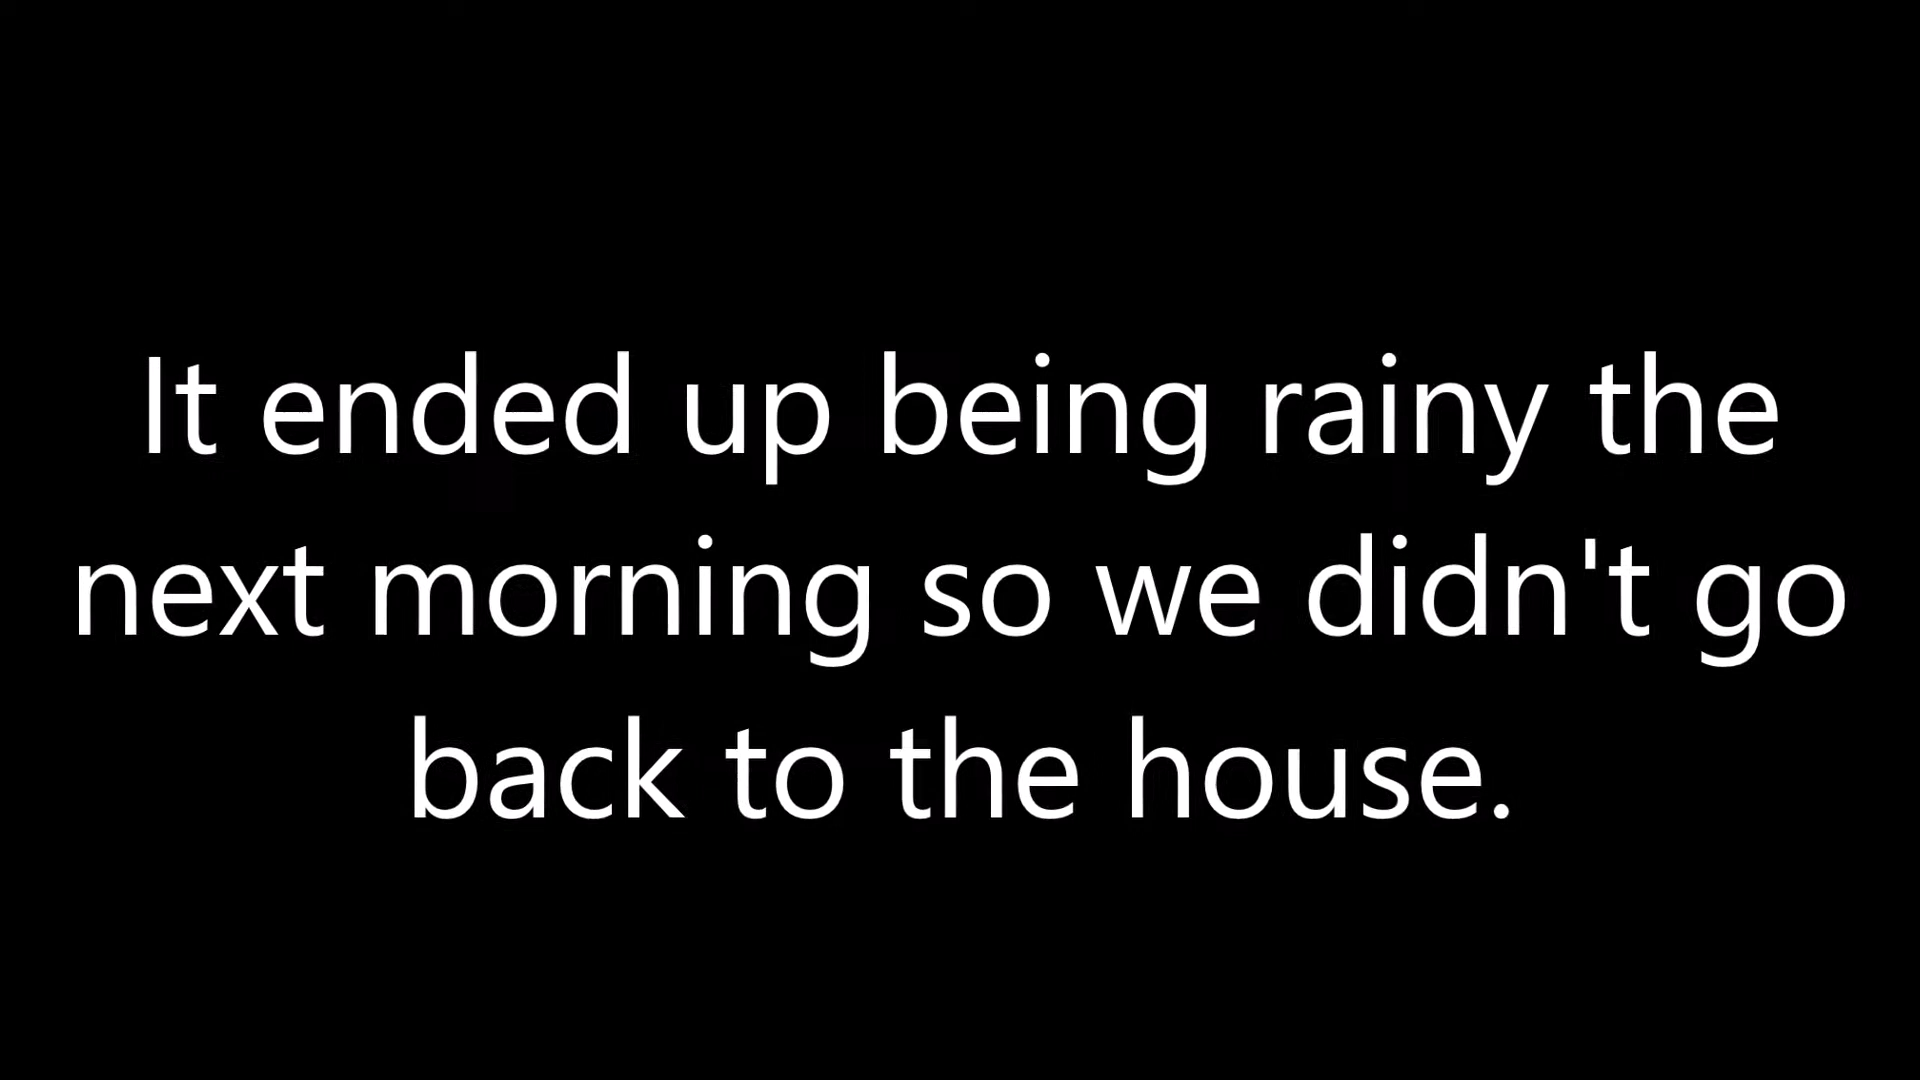 It ended up being rainy the
next morning so we didn't go
back to the house.